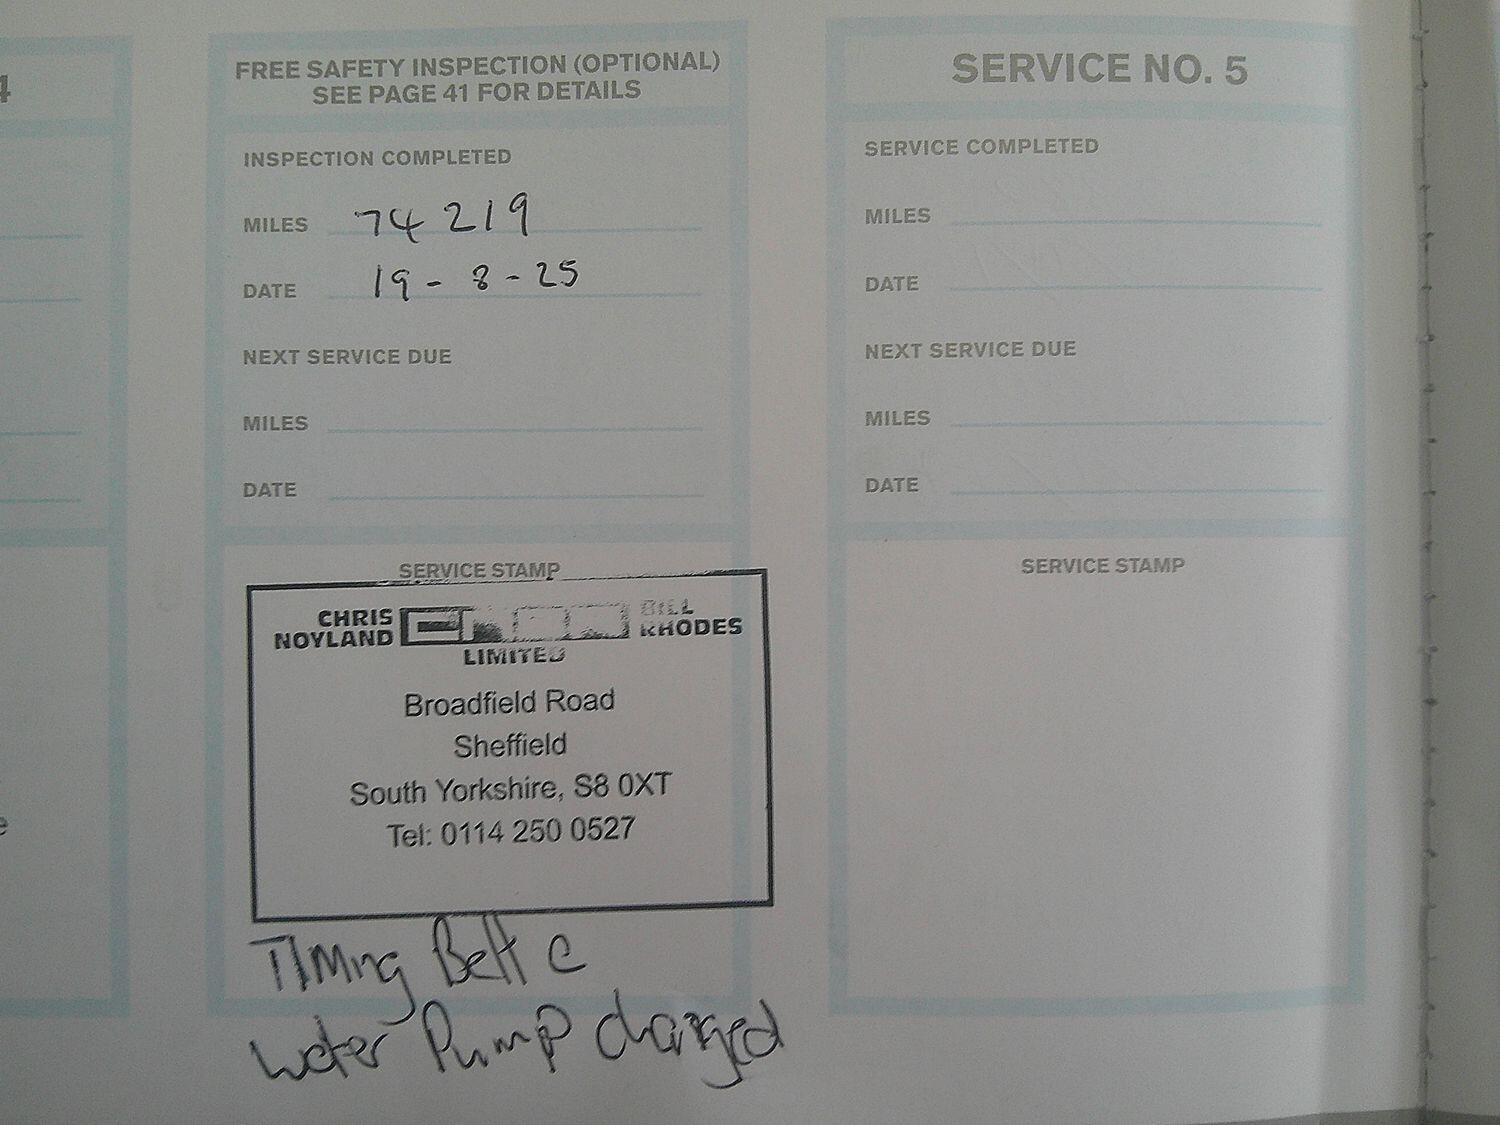 4
FREE SAFETY INSPECTION (OPTIONAL)
SEE PAGE 41 FOR DETAILS
INSPECTION COMPLETED
MILES 74219
DATE 19-8-25
NEXT SERVICE DUE
MILES
DATE
SERVICE STAMP
CHRIS NOYLAND
BILL RHODES
LIMITED
Broadfield Road
Sheffield
South Yorkshire, S8 0XT
Tel: 0114 250 0527
Timing Belt c
water Pump changed
SERVICE NO. 5
SERVICE COMPLETED
MILES
DATE
NEXT SERVICE DUE
MILES
DATE
SERVICE STAMP
e